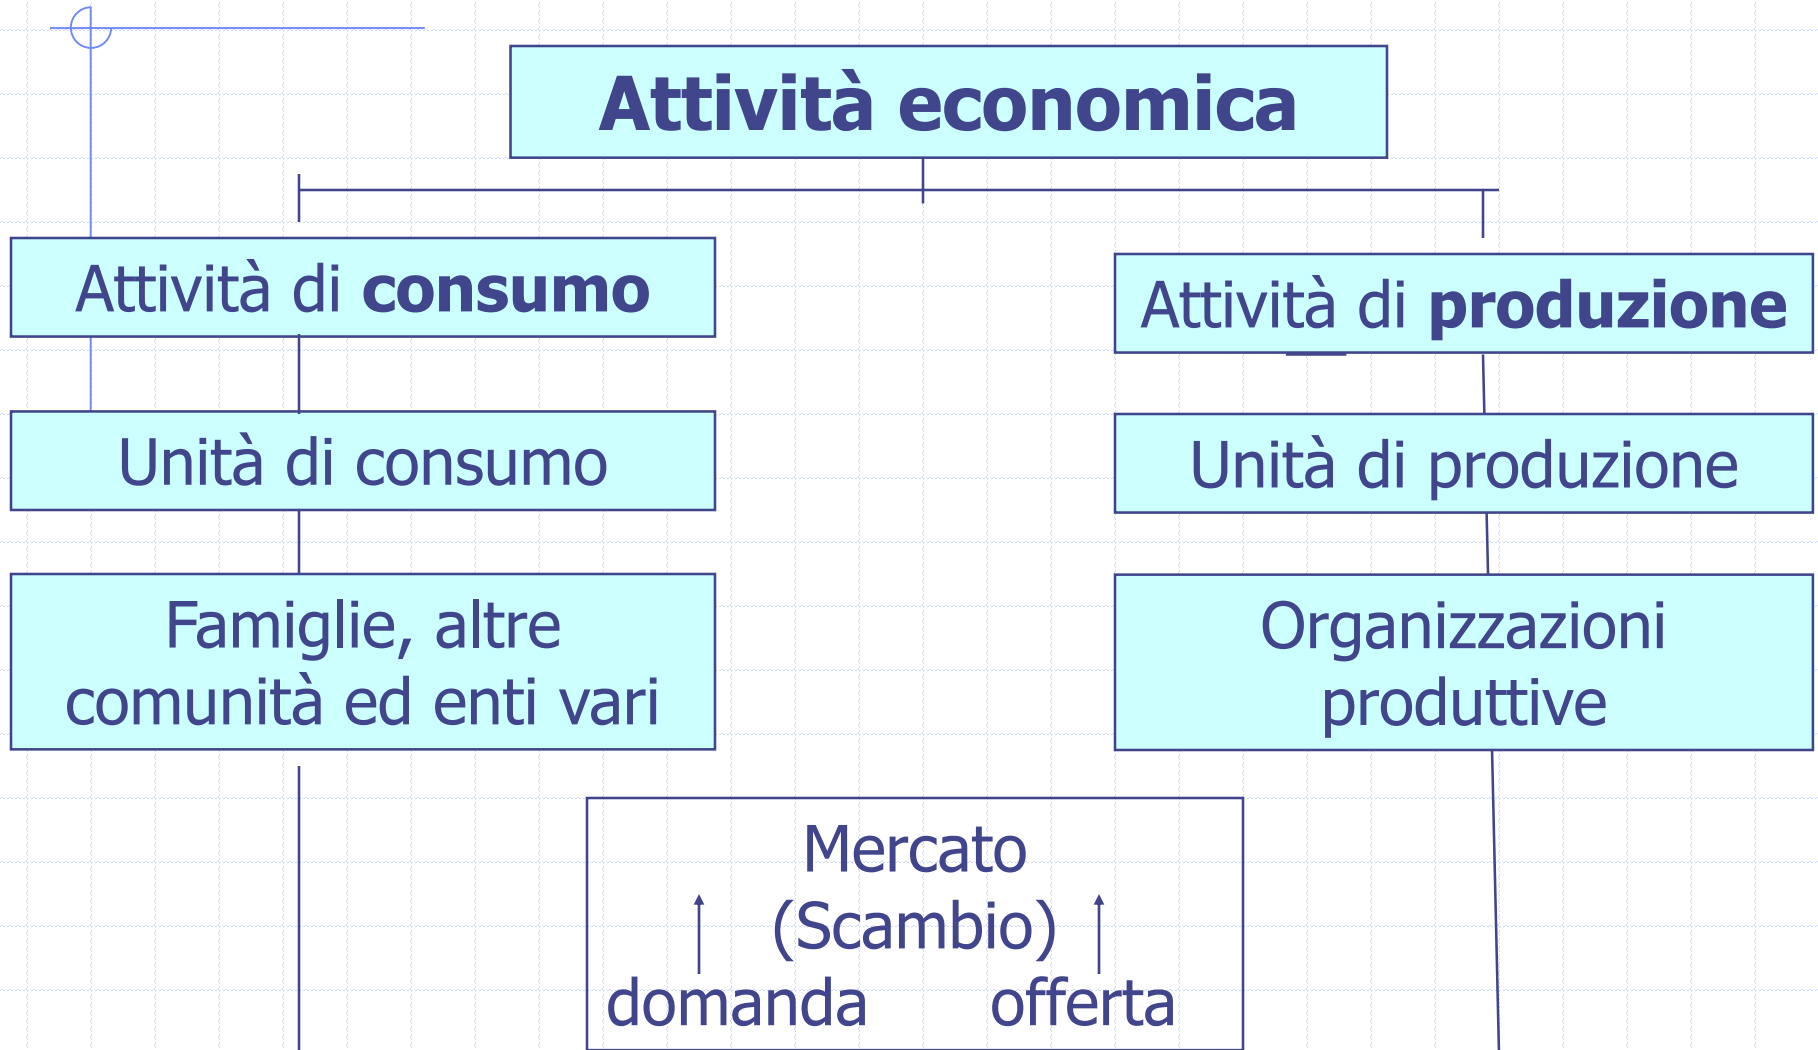 Attività economica
Attività di consumo
Attività di produzione
Unità di consumo
Unità di produzione
Famiglie, altre
comunità ed enti vari
Organizzazioni
produttive
Mercato
(Scambio)
domanda offerta